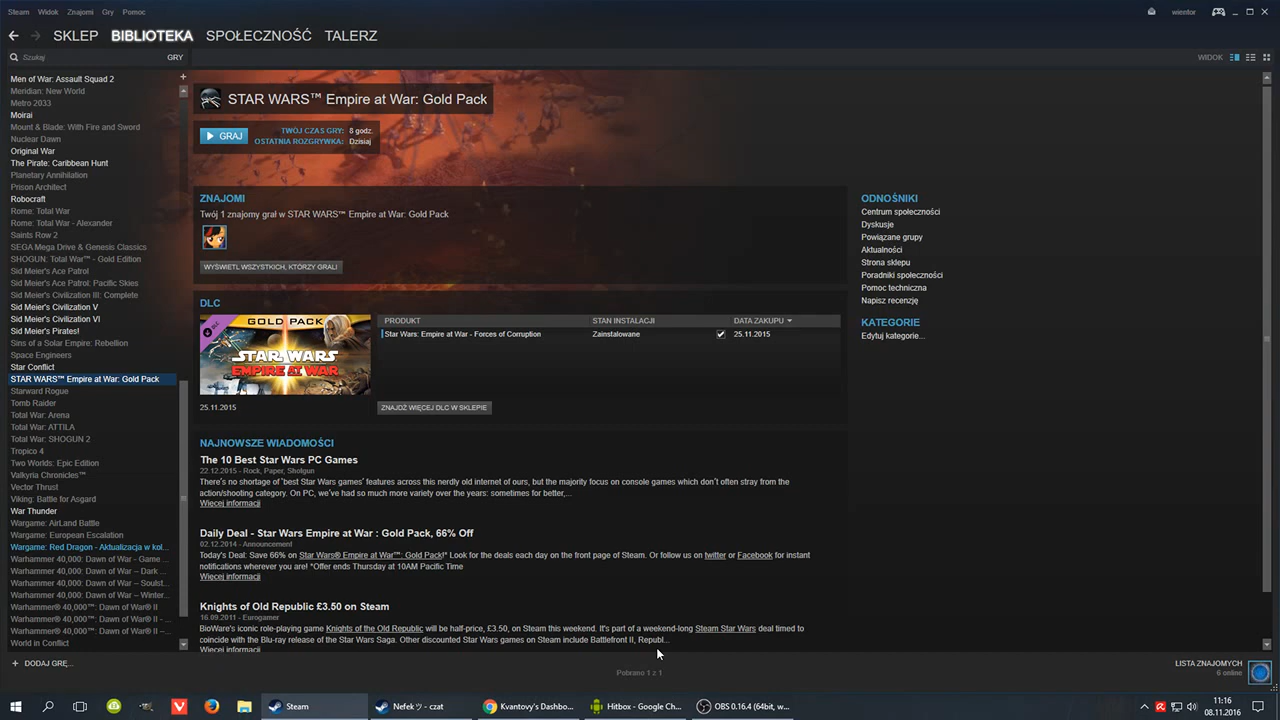 Steam Widok Znajomi Gry Pomoc
wientor
SKLEP BIBLIOTEKA SPOŁECZNOŚĆ TALERZ
Szukaj GRY
WIDOK
Men of War: Assault Squad 2
Meridian: New World
Metro 2033
Moirai
Mount & Blade: With Fire and Sword
Nuclear Dawn
Original War
The Pirate: Caribbean Hunt
Planetary Annihilation
Prison Architect
Robocraft
Rome: Total War
Rome: Total War - Alexander
Saints Row 2
SEGA Mega Drive & Genesis Classics
SHOGUN: Total War™ - Gold Edition
Sid Meier's Ace Patrol
Sid Meier's Ace Patrol: Pacific Skies
Sid Meier's Civilization III: Complete
Sid Meier's Civilization V
Sid Meier's Civilization VI
Sid Meier's Pirates!
Sins of a Solar Empire: Rebellion
Space Engineers
Star Conflict
STAR WARS™ Empire at War: Gold Pack
Starward Rogue
Tomb Raider
Total War: Arena
Total War: ATTILA
Total War: SHOGUN 2
Tropico 4
Two Worlds: Epic Edition
Valkyria Chronicles™
Vector Thrust
Viking: Battle for Asgard
War Thunder
Wargame: AirLand Battle
Wargame: European Escalation
Wargame: Red Dragon - Aktualizacja w kol...
Warhammer 40,000: Dawn of War - Game ...
Warhammer 40,000: Dawn of War – Dark ...
Warhammer 40,000: Dawn of War – Soulst...
Warhammer 40,000: Dawn of War – Winter...
Warhammer® 40,000™: Dawn of War® II
Warhammer® 40,000™: Dawn of War® II - ...
Warhammer® 40,000™: Dawn of War® II –...
World in Conflict
+ DODAJ GRĘ...
STAR WARS™ Empire at War: Gold Pack
GRAJ
TWÓJ CZAS GRY: 8 godz.
OSTATNIA ROZGRYWKA: Dzisiaj
ZNAJOMI
Twój 1 znajomy grał w STAR WARS™ Empire at War: Gold Pack
WYŚWIETL WSZYSTKICH, KTÓRZY GRALI
DLC
DLC
GOLD PACK
STAR WARS
EMPIRE AT WAR
25.11.2015
PRODUKT STAN INSTALACJI DATA ZAKUPU
Star Wars: Empire at War - Forces of Corruption Zainstalowane 25.11.2015
ZNAJDŹ WIĘCEJ DLC W SKLEPIE
NAJNOWSZE WIADOMOŚCI
The 10 Best Star Wars PC Games
22.12.2015 - Rock, Paper, Shotgun
There's no shortage of 'best Star Wars games' features across this nerdly old internet of ours, but the majority focus on console games which don't often stray from the
action/shooting category. On PC, we've had so much more variety over the years: sometimes for better,...
Więcej informacji
Daily Deal - Star Wars Empire at War : Gold Pack, 66% Off
02.12.2014 - Announcement
Today's Deal: Save 66% on Star Wars® Empire at War™: Gold Pack!* Look for the deals each day on the front page of Steam. Or follow us on twitter or Facebook for instant
notifications wherever you are! *Offer ends Thursday at 10AM Pacific Time
Więcej informacji
Knights of Old Republic £3.50 on Steam
16.09.2011 - Eurogamer
BioWare's iconic role-playing game Knights of the Old Republic will be half-price, £3.50, on Steam this weekend. It's part of a weekend-long Steam Star Wars deal timed to
coincide with the Blu-ray release of the Star Wars Saga. Other discounted Star Wars games on Steam include Battlefront II, Republ...
Więcej informacji
ODNOŚNIKI
Centrum społeczności
Dyskusje
Powiązane grupy
Aktualności
Strona sklepu
Poradniki społeczności
Pomoc techniczna
Napisz recenzję
KATEGORIE
Edytuj kategorie...
Pobrano 1 z 1
LISTA ZNAJOMYCH
6 online
Steam
Nefekツ - czat
Kvantovy's Dashbo...
Hitbox - Google Ch...
OBS 0.16.4 (64bit, w...
11:16
08.11.2016